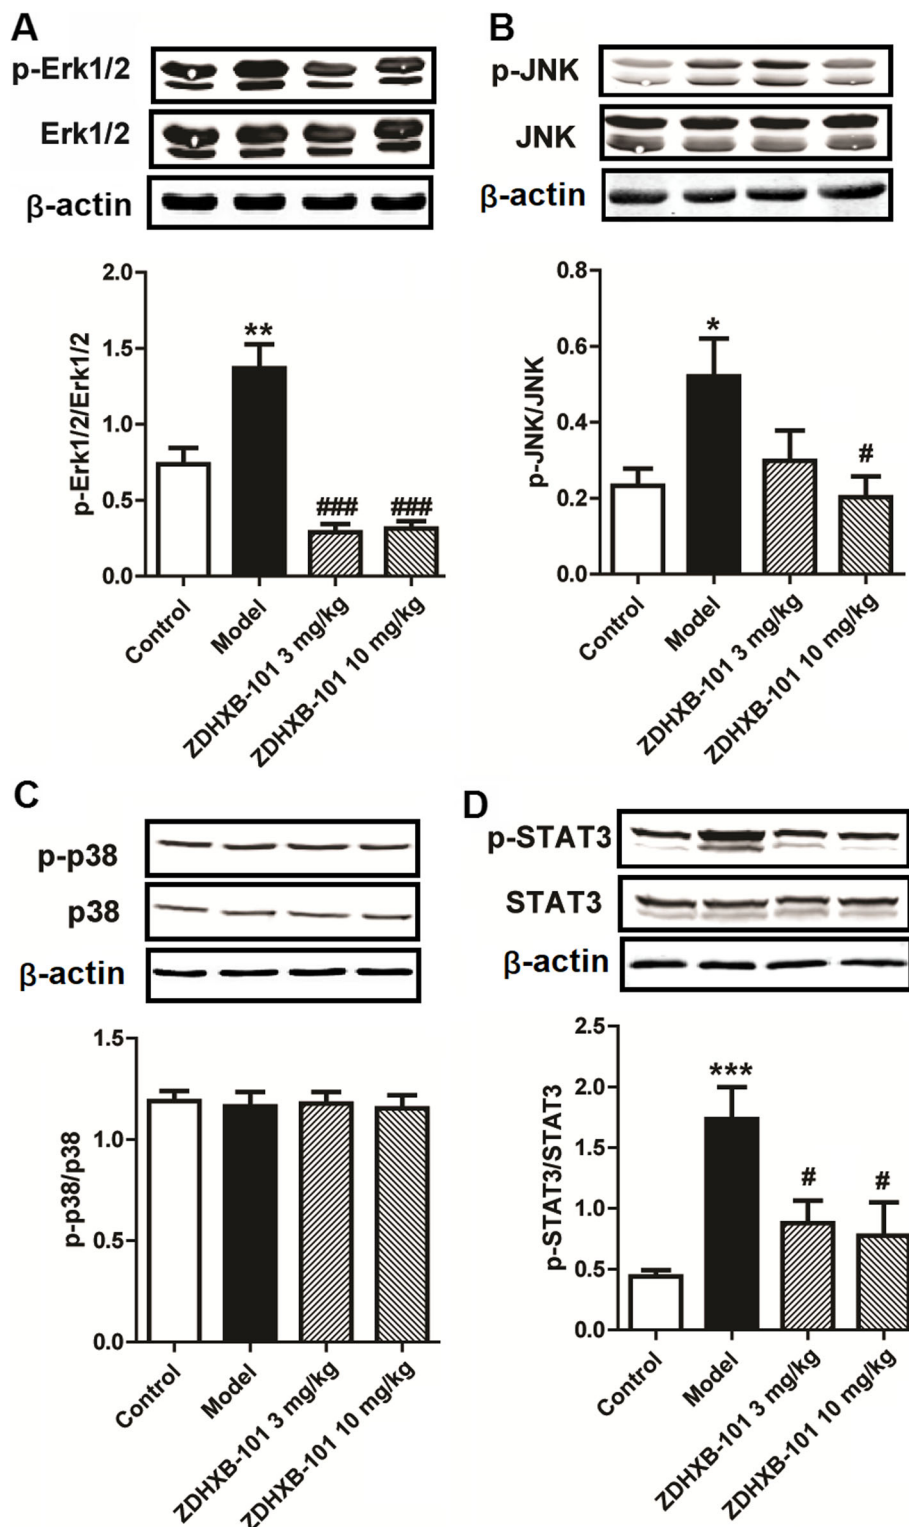 A
p-Erk1/2
Erk1/2
β-actin
p-Erk1/2/Erk1/2
2.0
1.5
1.0
0.5
0.0
**
###
###
Control
Model
ZDHXB-101 3 mg/kg
ZDHXB-101 10 mg/kg
B
p-JNK
JNK
β-actin
p-JNK/JNK
0.8
0.6
0.4
0.2
0.0
*
#
Control
Model
ZDHXB-101 3 mg/kg
ZDHXB-101 10 mg/kg
C
p-p38
p38
β-actin
p-p38/p38
1.5
1.0
0.5
0.0
Control
Model
ZDHXB-101 3 mg/kg
ZDHXB-101 10 mg/kg
D
p-STAT3
STAT3
β-actin
p-STAT3/STAT3
2.5
2.0
1.5
1.0
0.5
0.0
***
#
#
Control
Model
ZDHXB-101 3 mg/kg
ZDHXB-101 10 mg/kg